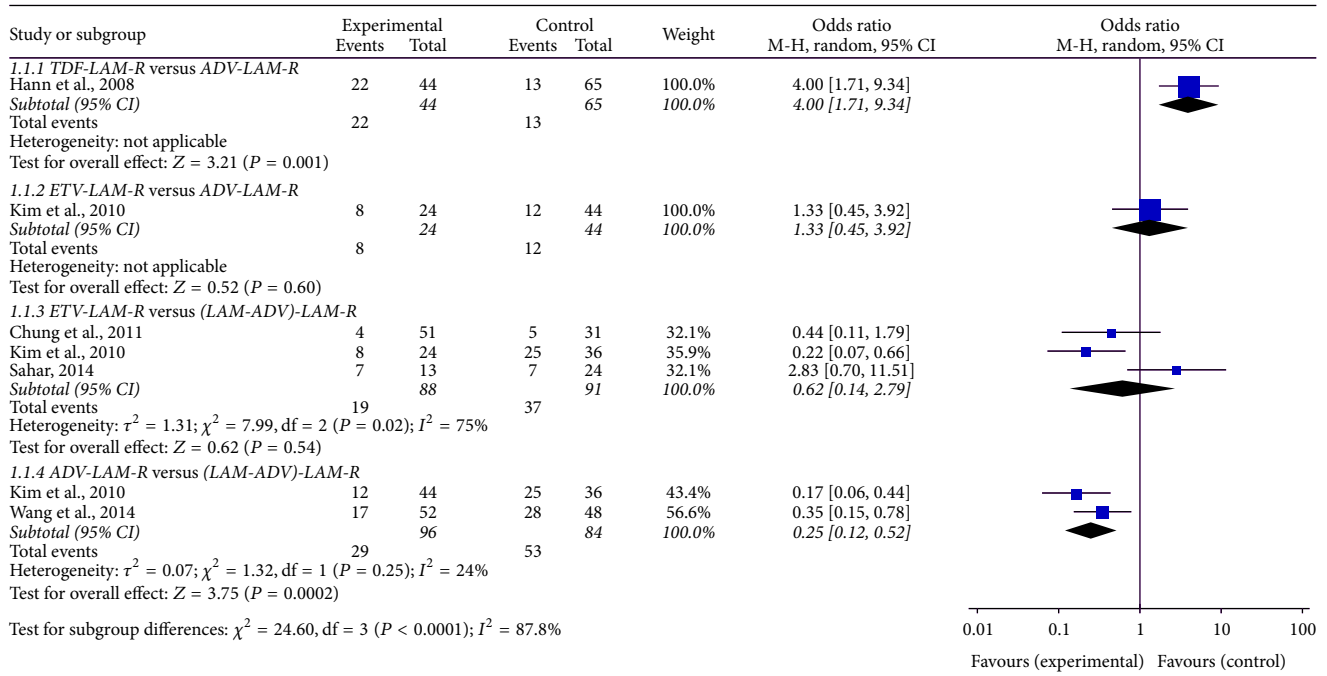 Study or subgroup Experimental Control Weight Odds ratio Odds ratio
Events Total Events Total M-H, random, 95% CI M-H, random, 95% CI
1.1.1 TDF-LAM-R versus ADV-LAM-R
Hann et al., 2008 22 44 13 65 100.0% 4.00 [1.71, 9.34]
Subtotal (95% CI) 44 65 100.0% 4.00 [1.71, 9.34]
Total events 22 13
Heterogeneity: not applicable
Test for overall effect: Z = 3.21 (P = 0.001)
1.1.2 ETV-LAM-R versus ADV-LAM-R
Kim et al., 2010 8 24 12 44 100.0% 1.33 [0.45, 3.92]
Subtotal (95% CI) 24 44 100.0% 1.33 [0.45, 3.92]
Total events 8 12
Heterogeneity: not applicable
Test for overall effect: Z = 0.52 (P = 0.60)
1.1.3 ETV-LAM-R versus (LAM-ADV)-LAM-R
Chung et al., 2011 4 51 5 31 32.1% 0.44 [0.11, 1.79]
Kim et al., 2010 8 24 25 36 35.9% 0.22 [0.07, 0.66]
Sahar, 2014 7 13 7 24 32.1% 2.83 [0.70, 11.51]
Subtotal (95% CI) 88 91 100.0% 0.62 [0.14, 2.79]
Total events 19 37
Heterogeneity: τ² = 1.31; χ² = 7.99, df = 2 (P = 0.02); I² = 75%
Test for overall effect: Z = 0.62 (P = 0.54)
1.1.4 ADV-LAM-R versus (LAM-ADV)-LAM-R
Kim et al., 2010 12 44 25 36 43.4% 0.17 [0.06, 0.44]
Wang et al., 2014 17 52 28 48 56.6% 0.35 [0.15, 0.78]
Subtotal (95% CI) 96 84 100.0% 0.25 [0.12, 0.52]
Total events 29 53
Heterogeneity: τ² = 0.07; χ² = 1.32, df = 1 (P = 0.25); I² = 24%
Test for overall effect: Z = 3.75 (P = 0.0002)
Test for subgroup differences: χ² = 24.60, df = 3 (P < 0.0001); I² = 87.8%
0.01 0.1 1 10 100
Favours (experimental) Favours (control)